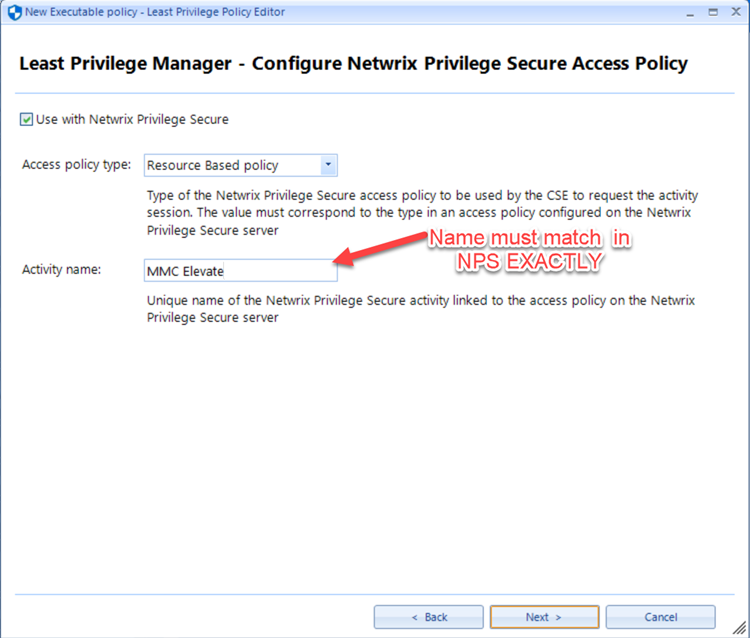 New Executable policy - Least Privilege Policy Editor
Least Privilege Manager - Configure Netwrix Privilege Secure Access Policy
Use with Netwrix Privilege Secure
Access policy type: Resource Based policy
Type of the Netwrix Privilege Secure access policy to be used by the CSE to request the activity
session. The value must correspond to the type in an access policy configured on the Netwrix
Privilege Secure server
Name must match in
NPS EXACTLY
Activity name: MMC Elevate
Unique name of the Netwrix Privilege Secure activity linked to the access policy on the Netwrix
Privilege Secure server
< Back Next > Cancel